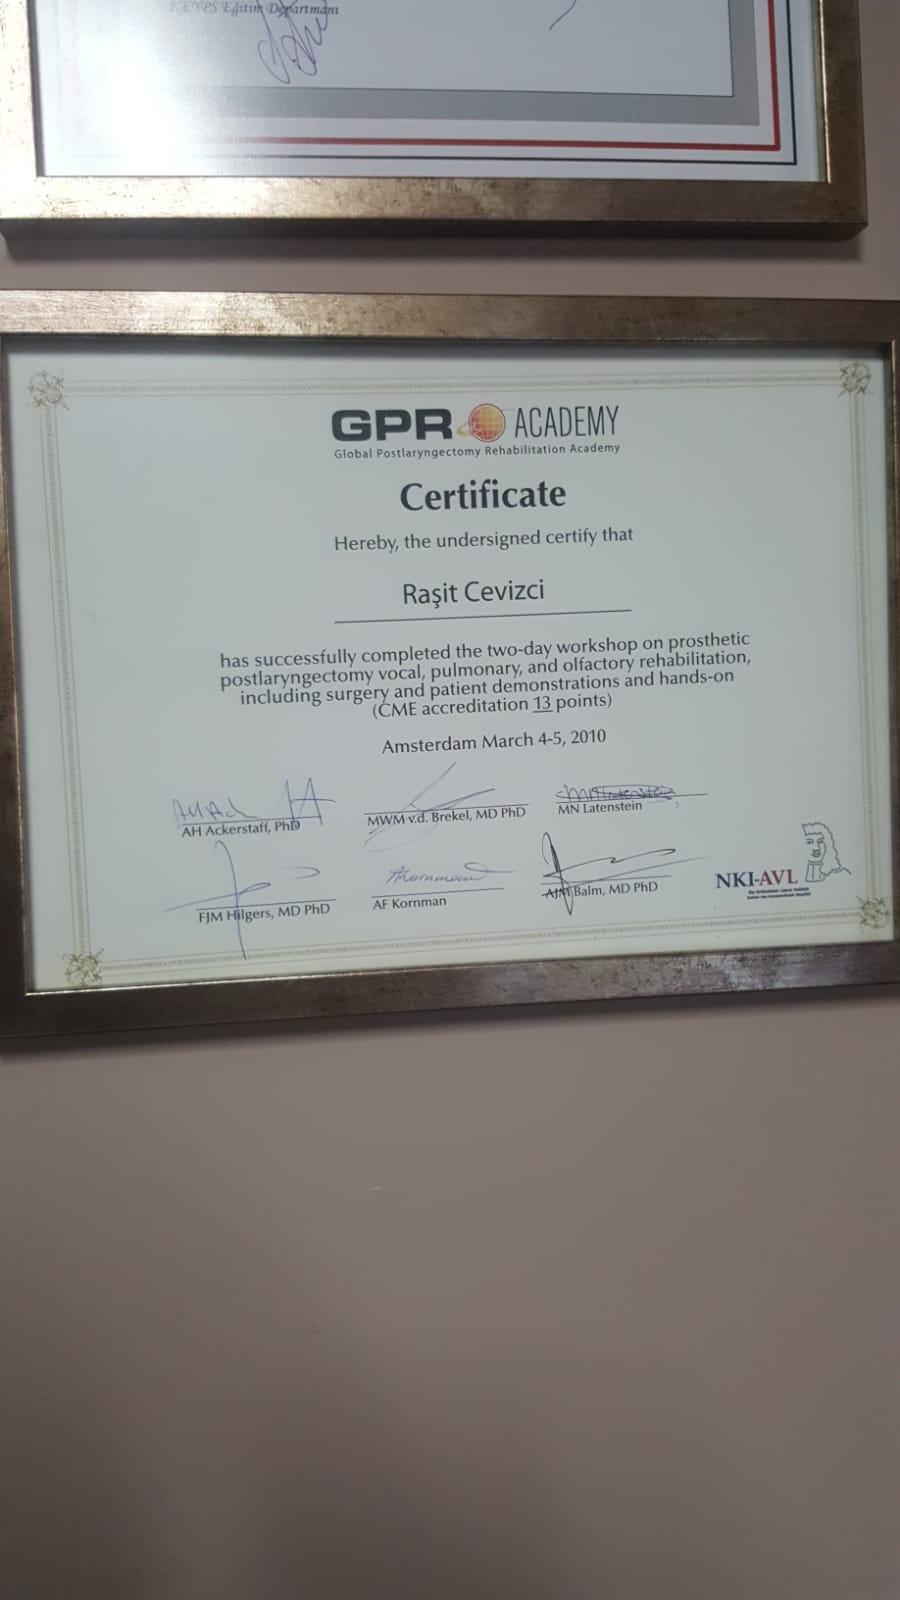 EYPS Eğitim Departmanı
GPR ACADEMY
Global Postlaryngectomy Rehabilitation Academy
Certificate
Hereby, the undersigned certify that
Raşit Cevizci
has successfully completed the two-day workshop on prosthetic
postlaryngectomy vocal, pulmonary, and olfactory rehabilitation,
including surgery and patient demonstrations and hands-on
(CME accreditation 13 points)
Amsterdam March 4-5, 2010
AH Ackerstaff, PhD
MWM v.d. Brekel, MD PhD
MN Latenstein
FJM Hilgers, MD PhD
AF Kornman
AJM Balm, MD PhD
NKI-AVL